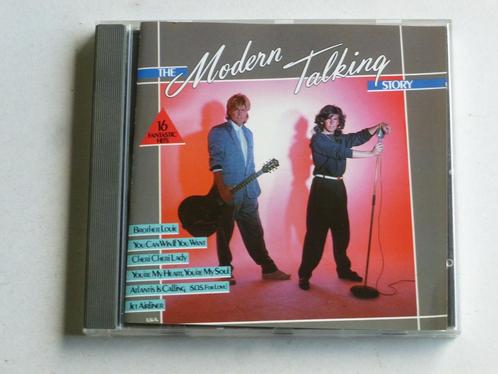 THE Modern Talking STORY
16
FANTASTIC
HITS
BROTHER LOUIE
YOU CAN WIN IF YOU WANT
CHERI CHERI LADY
YOU'RE MY HEART, YOU'RE MY SOUL
ATLANTIS IS CALLING (S.O.S. FOR LOVE)
JET AIRLINER